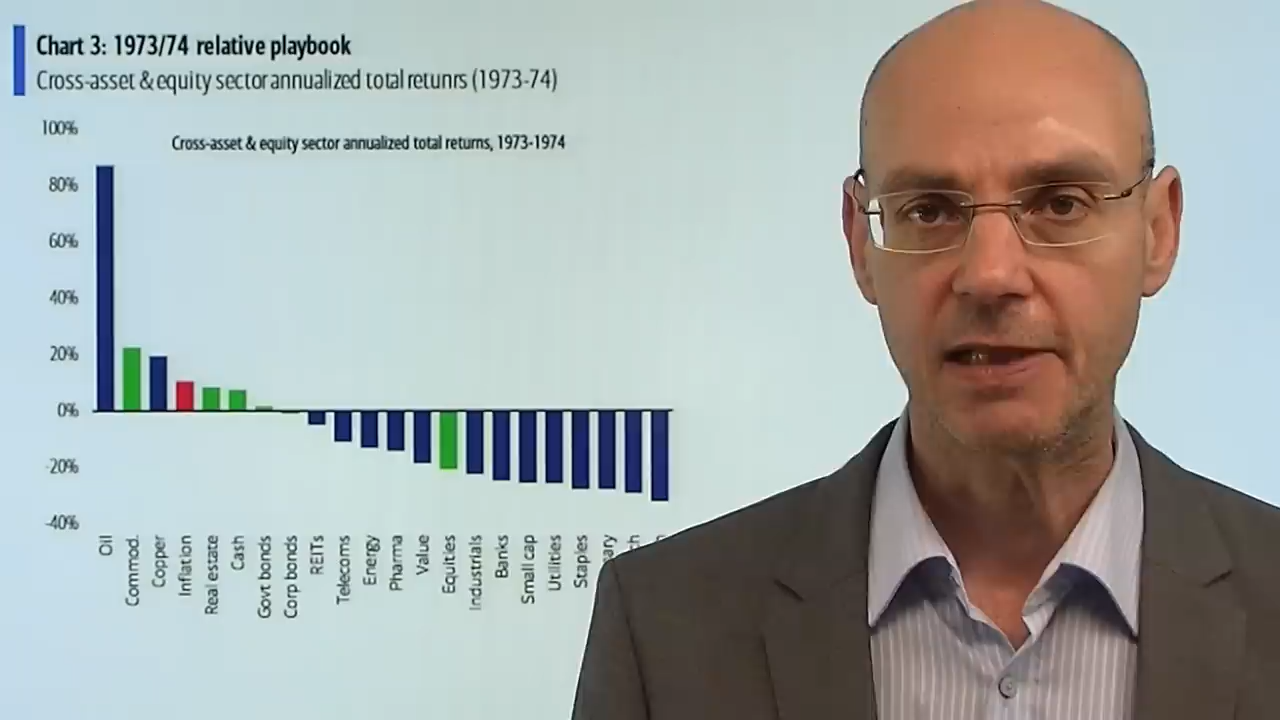 Chart 3: 1973/74 relative playbook
Cross-asset & equity sector annualized total retunrs (1973-74)
Cross-asset & equity sector annualized total returns, 1973-1974
100%
80%
60%
40%
20%
0%
-20%
-40%
Oil
Commod.
Copper
Inflation
Real estate
Cash
Govt bonds
Corp bonds
REITs
Telecoms
Energy
Pharma
Value
Equities
Industrials
Banks
Small cap
Utilities
Staples